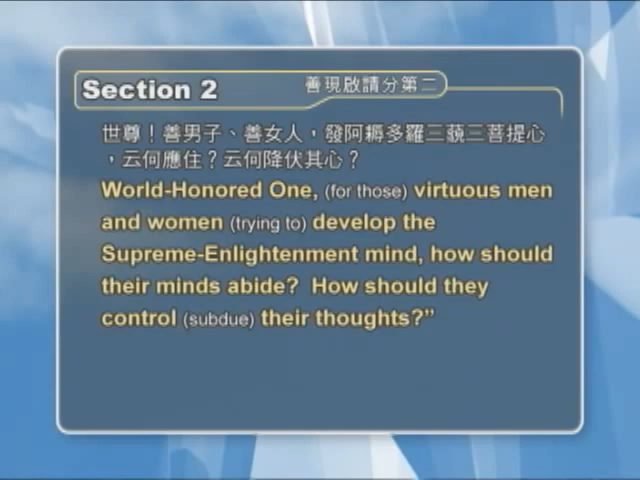 Section 2
善現啟請分第二
世尊！善男子、善女人，發阿耨多羅三藐三菩提心
，云何應住？云何降伏其心？
World-Honored One, (for those) virtuous men
and women (trying to) develop the
Supreme-Enlightenment mind, how should
their minds abide?  How should they
control (subdue) their thoughts?”